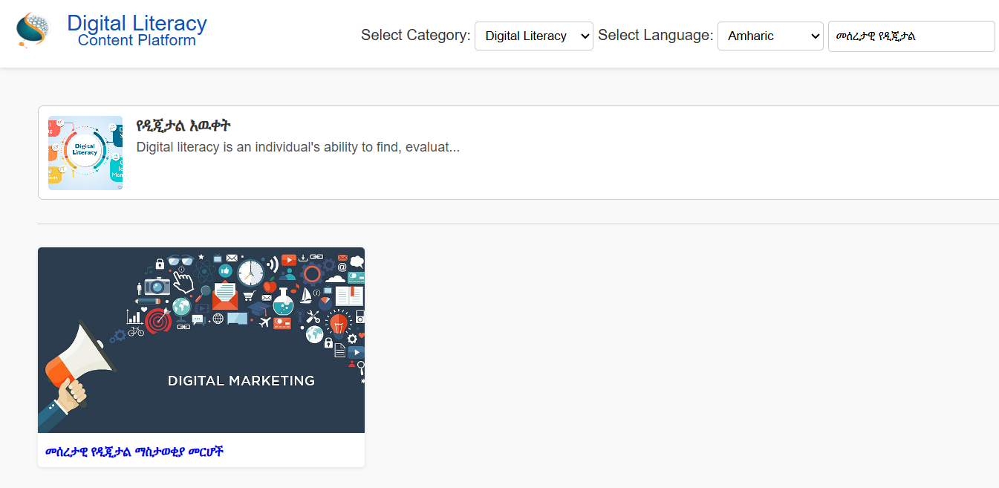 Digital Literacy
Content Platform
Select Category: Digital Literacy Select Language: Amharic መሰረታዊ የዲጂታል
Digital
Literacy
የዲጂታል እዉቀት
Digital literacy is an individual's ability to find, evaluat...
DIGITAL MARKETING
መሰረታዊ የዲጂታል ማስታወቂያ መርሆች